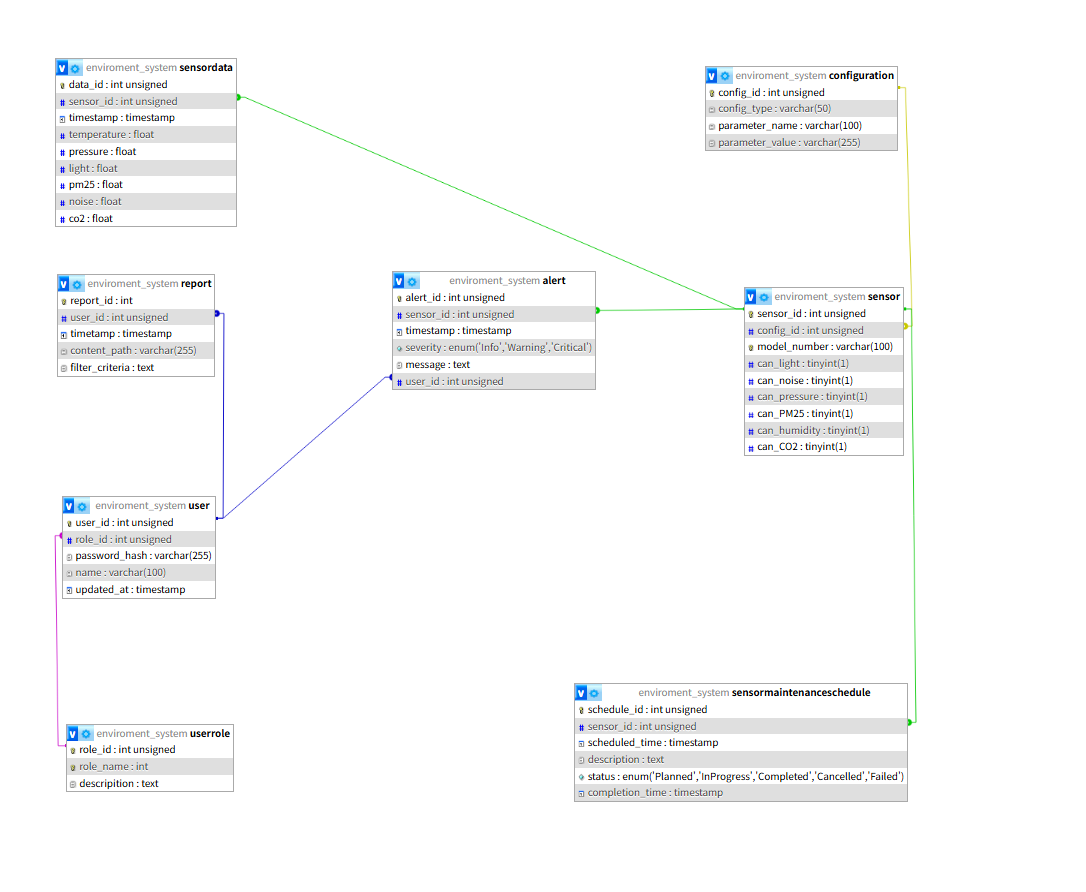 enviroment_system sensordata
data_id : int unsigned
# sensor_id : int unsigned
timestamp : timestamp
# temperature : float
# pressure : float
# light : float
# pm25 : float
# noise : float
# co2 : float
enviroment_system configuration
config_id : int unsigned
config_type : varchar(50)
parameter_name : varchar(100)
parameter_value : varchar(255)
enviroment_system report
report_id : int
# user_id : int unsigned
timetamp : timestamp
content_path : varchar(255)
filter_criteria : text
enviroment_system alert
alert_id : int unsigned
# sensor_id : int unsigned
timestamp : timestamp
severity : enum('Info','Warning','Critical')
message : text
# user_id : int unsigned
enviroment_system sensor
sensor_id : int unsigned
# config_id : int unsigned
model_number : varchar(100)
# can_light : tinyint(1)
# can_noise : tinyint(1)
# can_pressure : tinyint(1)
# can_PM25 : tinyint(1)
# can_humidity : tinyint(1)
# can_CO2 : tinyint(1)
enviroment_system user
user_id : int unsigned
# role_id : int unsigned
password_hash : varchar(255)
name : varchar(100)
updated_at : timestamp
enviroment_system userrole
role_id : int unsigned
role_name : int
descripition : text
enviroment_system sensormaintenanceschedule
schedule_id : int unsigned
# sensor_id : int unsigned
scheduled_time : timestamp
description : text
status : enum('Planned','InProgress','Completed','Cancelled','Failed')
completion_time : timestamp